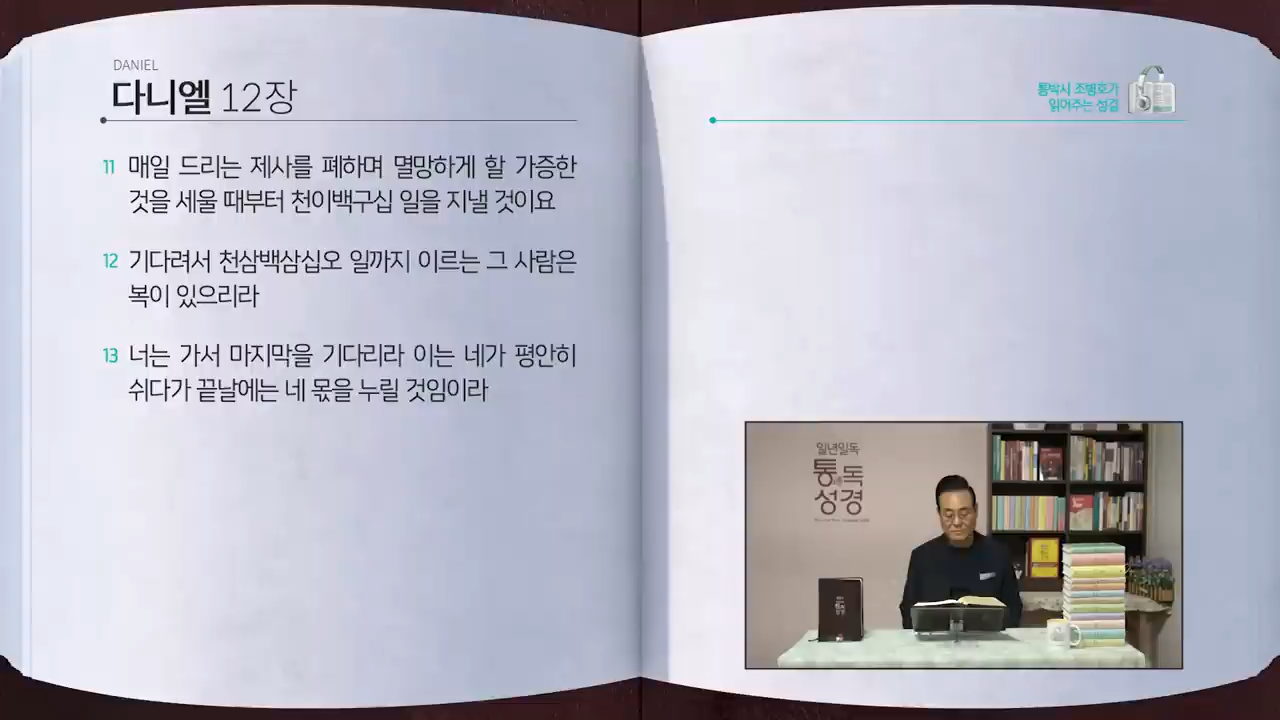 DANIEL
다니엘 12장
11 매일 드리는 제사를 폐하며 멸망하게 할 가증한
것을 세울 때부터 천이백구십 일을 지낼 것이요
12 기다려서 천삼백삼십오 일까지 이르는 그 사람은
복이 있으리라
13 너는 가서 마지막을 기다리라 이는 네가 평안히
쉬다가 끝날에는 네 몫을 누릴 것임이라
통박사 조병호가
읽어주는 성경
일년일독
통독
성경